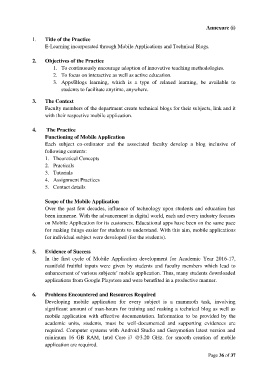 Annexure (i)
1. Title of the Practice
E-Learning incorporated through Mobile Applications and Technical Blogs.
2. Objectives of the Practice
1. To continuously encourage adoption of innovative teaching methodologies.
2. To focus on interactive as well as active education.
3. Apps/Blogs learning, which is a type of relaxed learning, be available to
students to facilitate anytime, anywhere.
3. The Context
Faculty members of the department create technical blogs for their subjects, link and it
with their respective mobile application.
4. The Practice
Functioning of Mobile Application
Each subject co-ordinator and the associated faculty develop a blog inclusive of
following contents:
1. Theoretical Concepts
2. Practicals
3. Tutorials
4. Assignment/Practices
5. Contact details
Scope of the Mobile Application
Over the past few decades, influence of technology upon students and education has
been immense. With the advancement in digital world, each and every industry focuses
on Mobile Application for its customers. Educational apps have been on the same pace
for making things easier for students to understand. With this aim, mobile applications
for individual subject were developed (for the students).
5. Evidence of Success
In the first cycle of Mobile Application development for Academic Year 2016-17,
manifold fruitful inputs were given by students and faculty members which lead to
enhancement of various subjects' mobile application. Thus, many students downloaded
applications from Google Playstore and were benefited in a productive manner.
6. Problems Encountered and Resources Required
Developing mobile application for every subject is a mammoth task, involving
significant amount of man-hours for training and making a technical blog as well as
mobile application with effective documentation. Information to be provided by the
academic units, students, must be well-documented and supporting evidences are
required. Computer systems with Android Studio and Genymotion latest version and
minimum 16 GB RAM, Intel Core i7 @3.20 GHz. for smooth creation of mobile
application are required.
Page 36 of 37